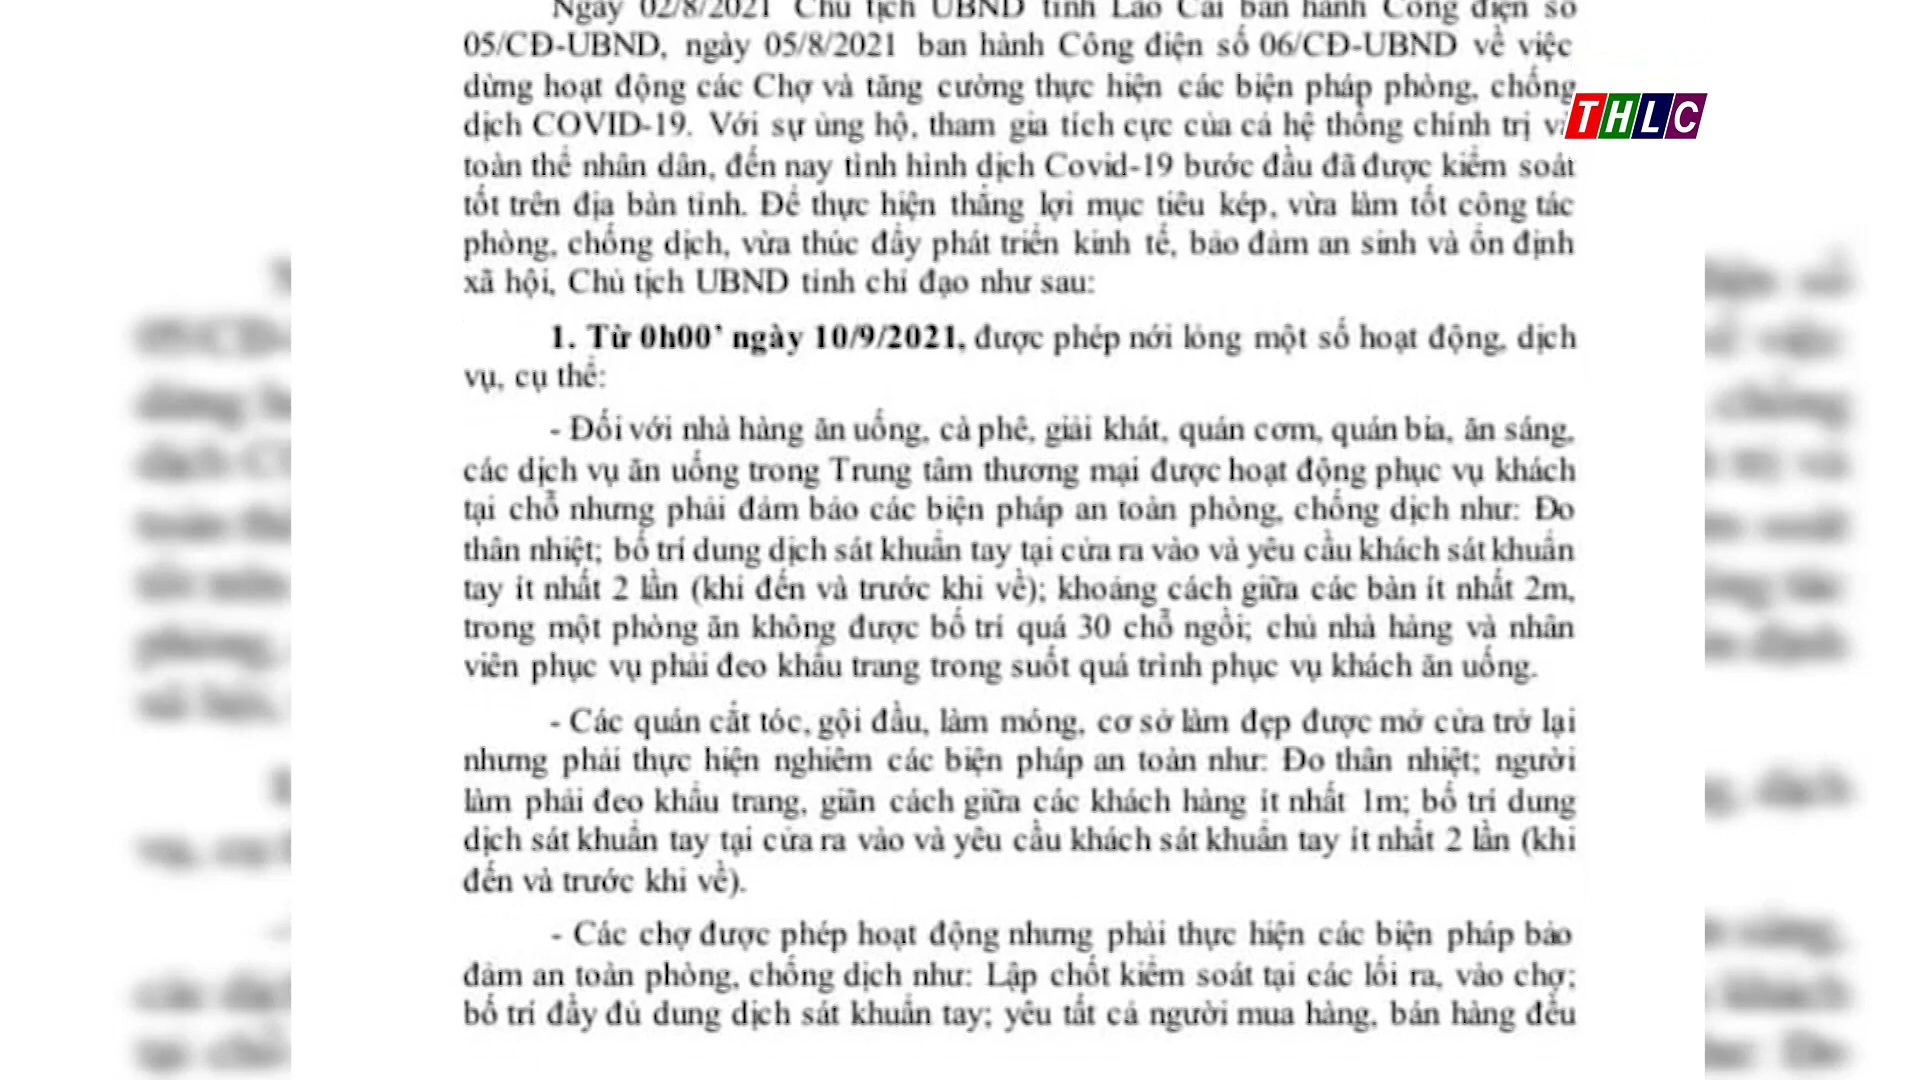 Ngày 02/8/2021 Chủ tịch UBND tỉnh Lào Cai ban hành Công điện số
05/CĐ-UBND, ngày 05/8/2021 ban hành Công điện số 06/CĐ-UBND về việc
dừng hoạt động các Chợ và tăng cường thực hiện các biện pháp phòng, chống
THLC
dịch COVID-19. Với sự ủng hộ, tham gia tích cực của cả hệ thống chính trị và
toàn thể nhân dân, đến nay tình hình dịch Covid-19 bước đầu đã được kiểm soát
tốt trên địa bàn tỉnh. Để thực hiện thắng lợi mục tiêu kép, vừa làm tốt công tác
phòng, chống dịch, vừa thúc đẩy phát triển kinh tế, bảo đảm an sinh và ổn định
xã hội, Chủ tịch UBND tỉnh chỉ đạo như sau:
1. Từ 0h00’ ngày 10/9/2021, được phép nới lỏng một số hoạt động, dịch
vụ, cụ thể:
- Đối với nhà hàng ăn uống, cà phê, giải khát, quán cơm, quán bia, ăn sáng,
các dịch vụ ăn uống trong Trung tâm thương mại được hoạt động phục vụ khách
tại chỗ nhưng phải đảm bảo các biện pháp an toàn phòng, chống dịch như: Đo
thân nhiệt; bố trí dung dịch sát khuẩn tay tại cửa ra vào và yêu cầu khách sát khuẩn
tay ít nhất 2 lần (khi đến và trước khi về); khoảng cách giữa các bàn ít nhất 2m,
trong một phòng ăn không được bố trí quá 30 chỗ ngồi; chủ nhà hàng và nhân
viên phục vụ phải đeo khẩu trang trong suốt quá trình phục vụ khách ăn uống.
- Các quán cắt tóc, gội đầu, làm móng, cơ sở làm đẹp được mở cửa trở lại
nhưng phải thực hiện nghiêm các biện pháp an toàn như: Đo thân nhiệt; người
làm phải đeo khẩu trang, giãn cách giữa các khách hàng ít nhất 1m; bố trí dung
dịch sát khuẩn tay tại cửa ra vào và yêu cầu khách sát khuẩn tay ít nhất 2 lần (khi
đến và trước khi về).
- Các chợ được phép hoạt động nhưng phải thực hiện các biện pháp bảo
đảm an toàn phòng, chống dịch như: Lập chốt kiểm soát tại các lối ra, vào chợ;
bố trí đầy đủ dung dịch sát khuẩn tay; yêu tất cả người mua hàng, bán hàng đều